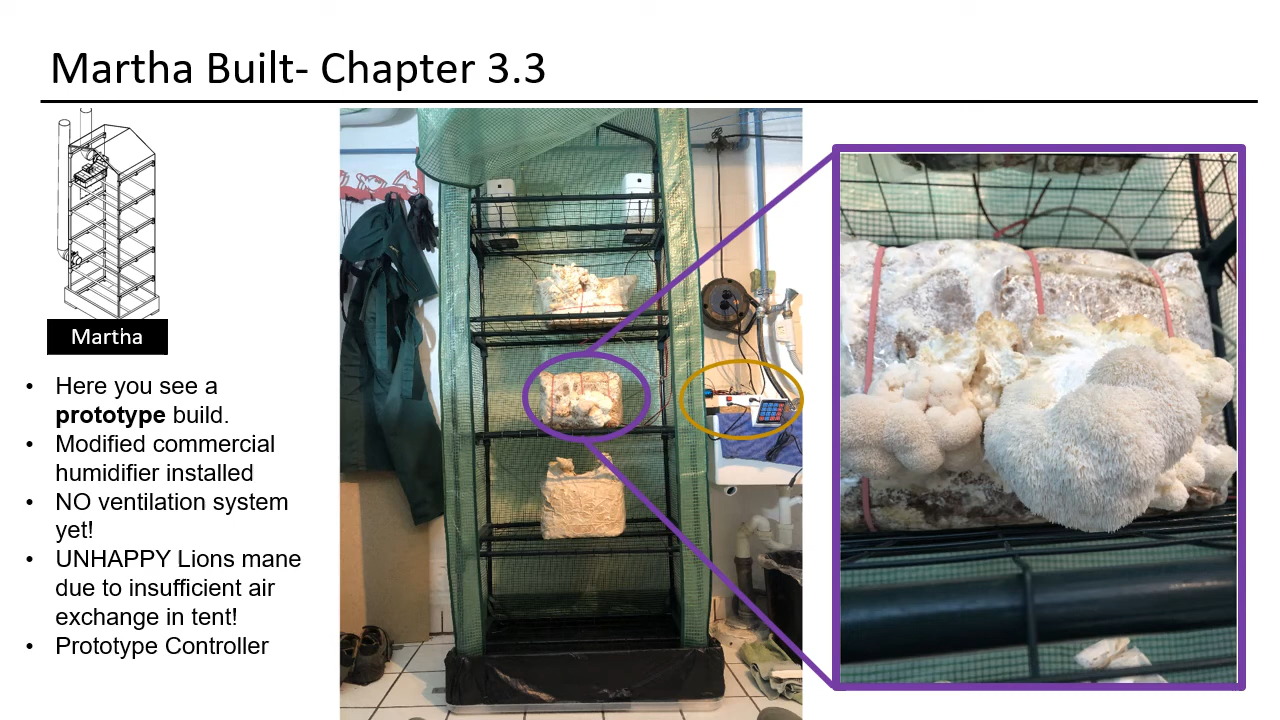 Martha Built- Chapter 3.3
Martha
• Here you see a
prototype build.
• Modified commercial
humidifier installed
• NO ventilation system
yet!
• UNHAPPY Lions mane
due to insufficient air
exchange in tent!
• Prototype Controller